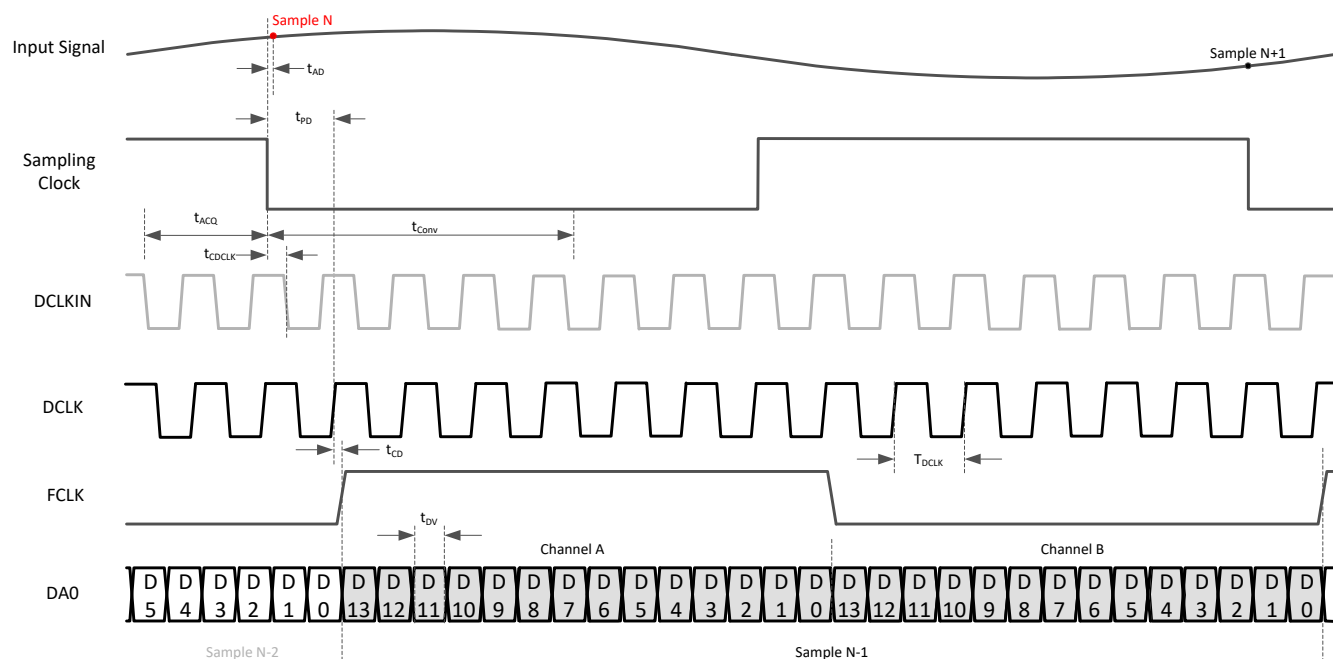 Sample N
Input Signal
Sample N+1
tAD
tPD
Sampling
Clock
tACQ
tConv
tCDCLK
DCLKIN
DCLK
tCD
TDCLK
FCLK
tDV
Channel A
Channel B
DA0
D D D D D D D D D D D D D D D D D D D D D D D D D D D D D D D D D D
5 4 3 2 1 0 13 12 11 10 9 8 7 6 5 4 3 2 1 0 13 12 11 10 9 8 7 6 5 4 3 2 1 0
Sample N-2
Sample N-1